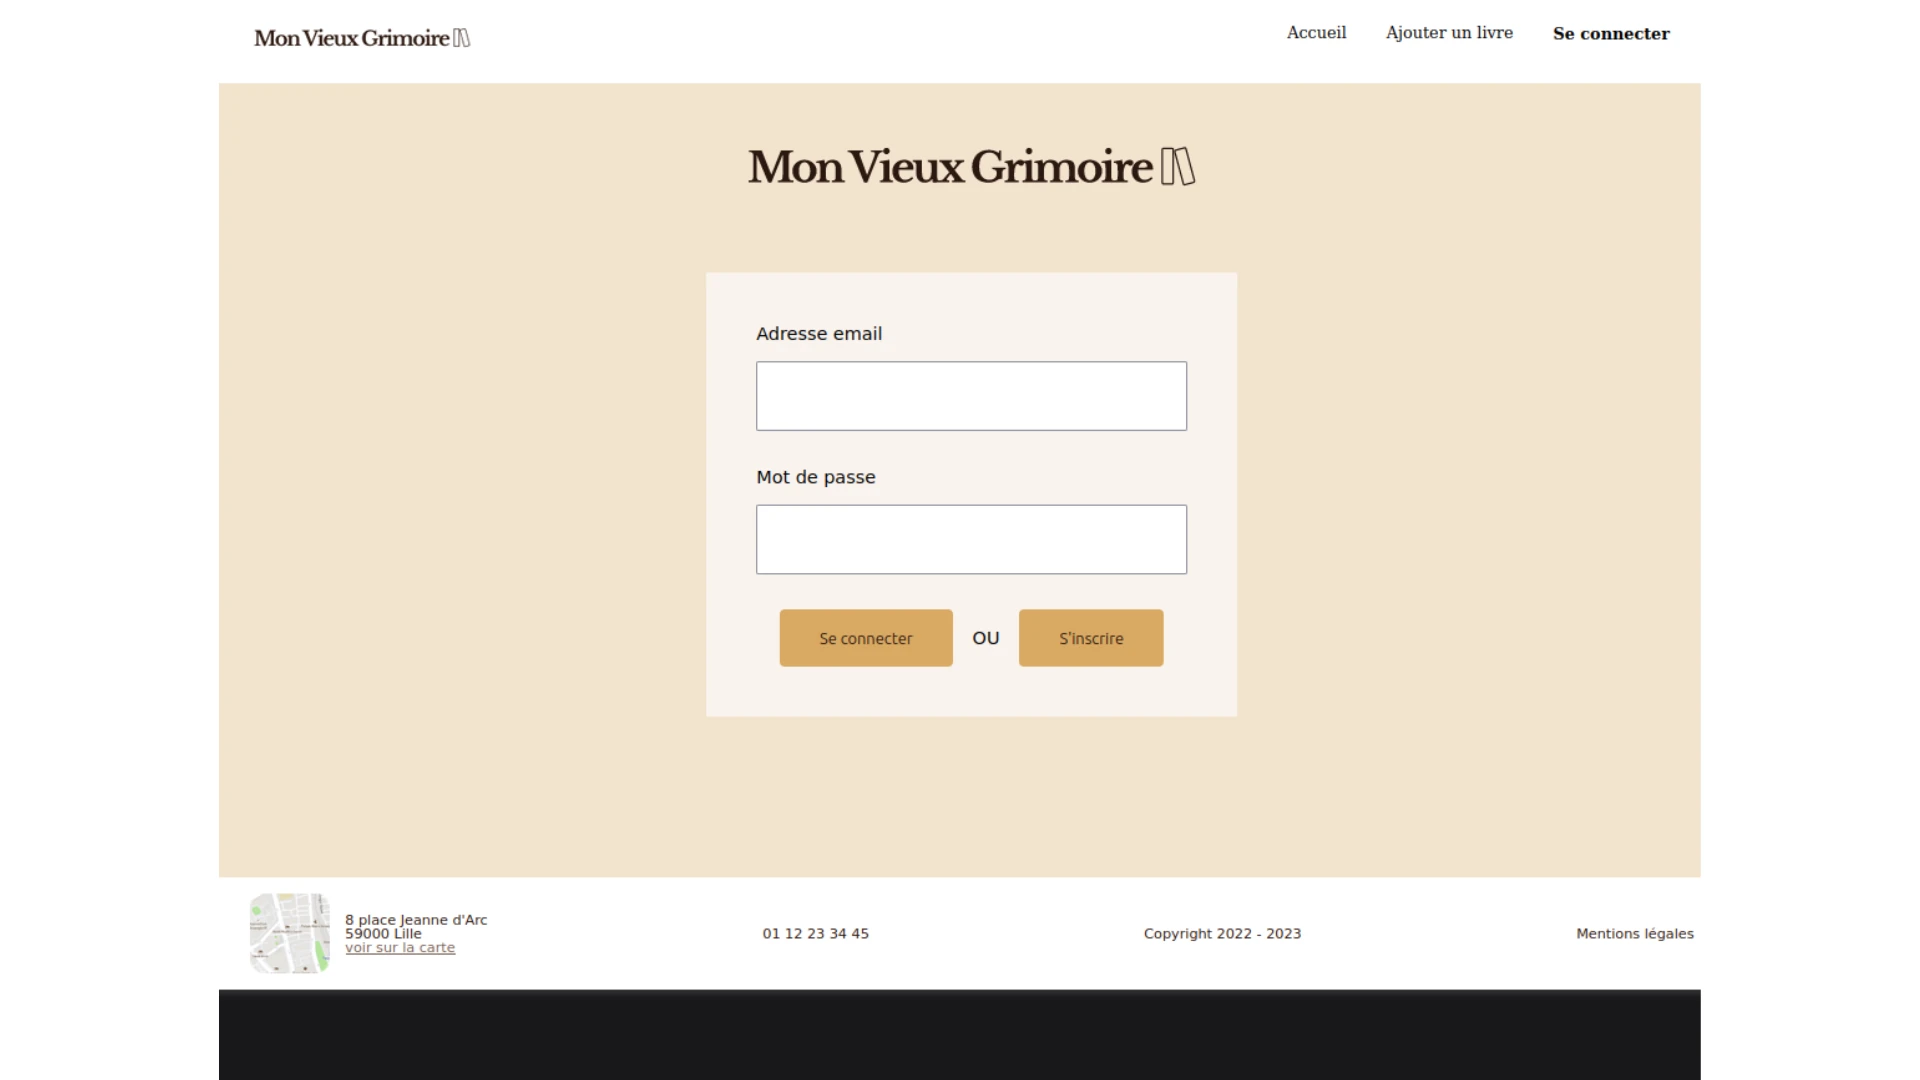 Mon Vieux Grimoire
Accueil
Ajouter un livre
Se connecter
Mon Vieux Grimoire
Adresse email
Mot de passe
Se connecter
OU
S'inscrire
8 place Jeanne d'Arc
59000 Lille
voir sur la carte
01 12 23 34 45
Copyright 2022 - 2023
Mentions légales